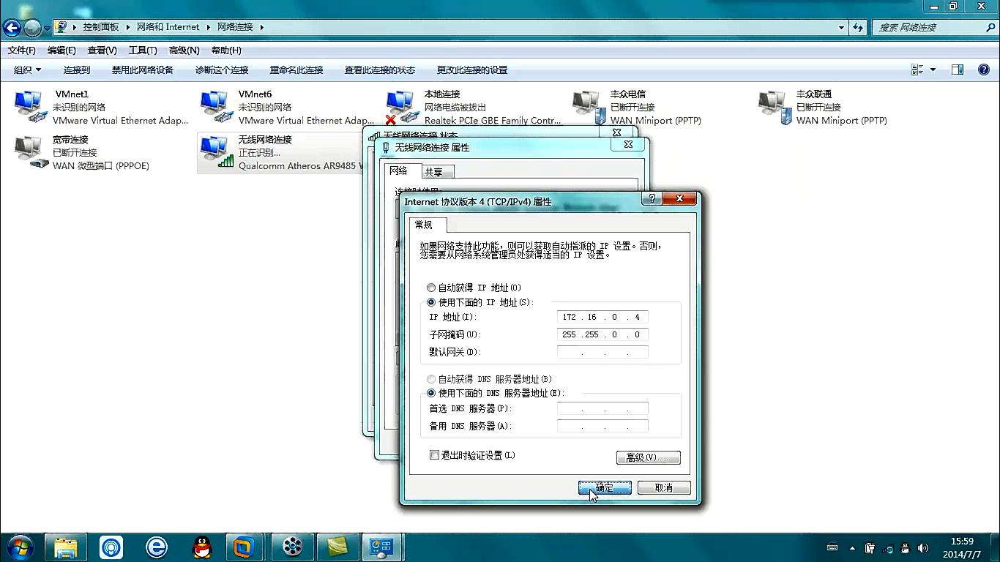 控制面板 网络和 Internet 网络连接
搜索 网络连接
文件(F) 编辑(E) 查看(V) 工具(T) 高级(N) 帮助(H)
组织 连接到 禁用此网络设备 诊断这个连接 重命名此连接 查看此连接的状态 更改此连接的设置
VMnet1
未识别的网络
VMware Virtual Ethernet Adap...
VMnet6
未识别的网络
VMware Virtual Ethernet Adap...
本地连接
网络电缆被拔出
Realtek PCIe GBE Family Contr...
丰众电信
已断开连接
WAN Miniport (PPTP)
丰众联通
已断开连接
WAN Miniport (PPTP)
宽带连接
已断开连接
WAN 微型端口 (PPPOE)
无线网络连接
正在识别...
Qualcomm Atheros AR9485
无线网络连接 状态
无线网络连接 属性
网络 共享
连接时使用:
Internet 协议版本 4 (TCP/IPv4) 属性
常规
如果网络支持此功能，则可以获取自动指派的 IP 设置。否则，
您需要从网络系统管理员处获得适当的 IP 设置。
自动获得 IP 地址(O)
使用下面的 IP 地址(S):
IP 地址(I): 172 . 16 . 0 . 4
子网掩码(U): 255 .255 . 0 . 0
默认网关(D): . . .
自动获得 DNS 服务器地址(B)
使用下面的 DNS 服务器地址(E):
首选 DNS 服务器(P): . . .
备用 DNS 服务器(A): . . .
退出时验证设置(L)
高级(V)...
确定 取消
15:59
2014/7/7